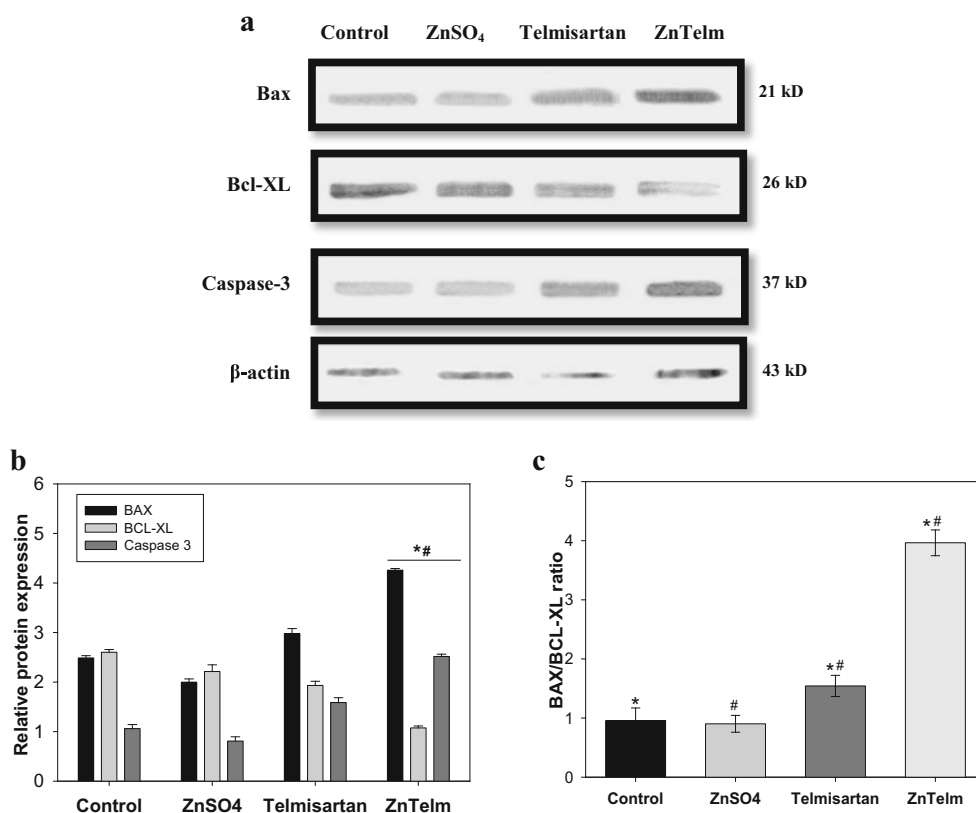 a
Control ZnSO₄ Telmisartan ZnTelm
Bax 21 kD
Bcl-XL 26 kD
Caspase-3 37 kD
β-actin 43 kD
b
Relative protein expression
6
5
4
3
2
1
0
BAX
BCL-XL
Caspase 3
*#
Control ZnSO4 Telmisartan ZnTelm
c
BAX/BCL-XL ratio
5
4
3
2
1
0
*
#
*#
*#
Control ZnSO4 Telmisartan ZnTelm